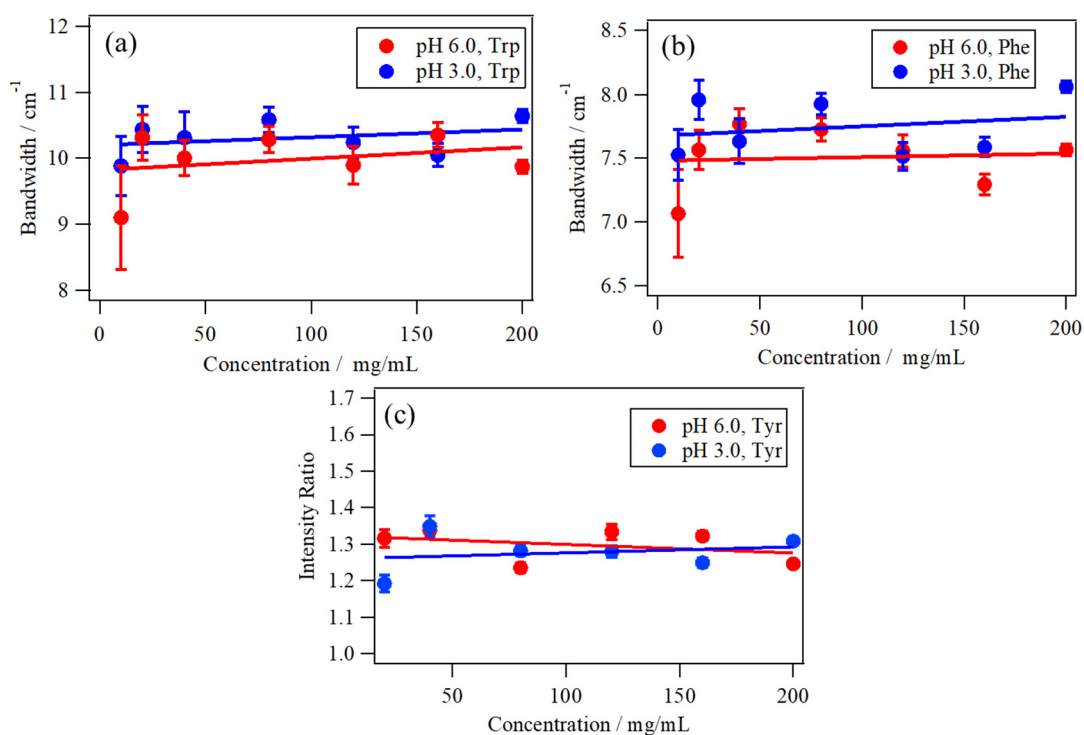 (a)
pH 6.0, Trp
pH 3.0, Trp
12
11
10
9
8
Bandwidth / cm⁻¹
0
50
100
150
200
Concentration / mg/mL
(b)
pH 6.0, Phe
pH 3.0, Phe
8.5
8.0
7.5
7.0
6.5
Bandwidth / cm⁻¹
0
50
100
150
200
Concentration / mg/mL
(c)
pH 6.0, Tyr
pH 3.0, Tyr
1.7
1.6
1.5
1.4
1.3
1.2
1.1
1.0
Intensity Ratio
50
100
150
200
Concentration / mg/mL